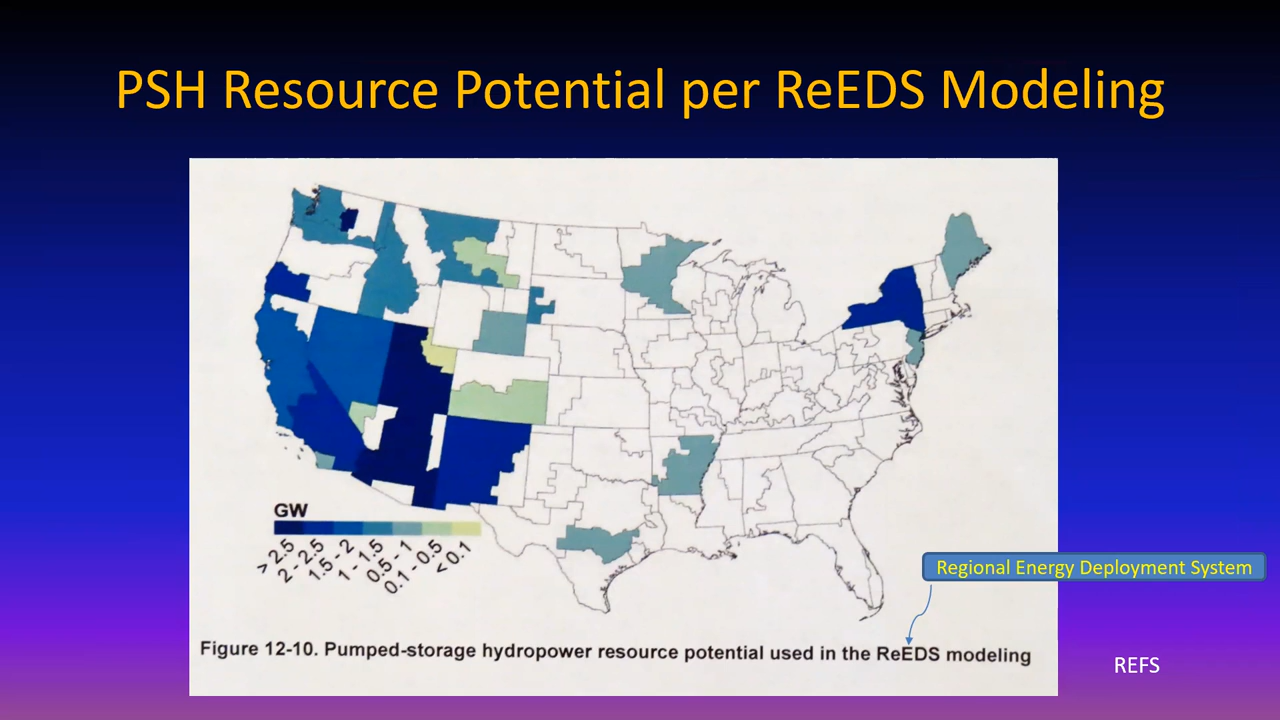 PSH Resource Potential per ReEDS Modeling
GW
> 2.5
2 - 2.5
1.5 - 2
1 - 1.5
0.5 - 1
0.1 - 0.5
< 0.1
Regional Energy Deployment System
Figure 12-10. Pumped-storage hydropower resource potential used in the ReEDS modeling
REFS